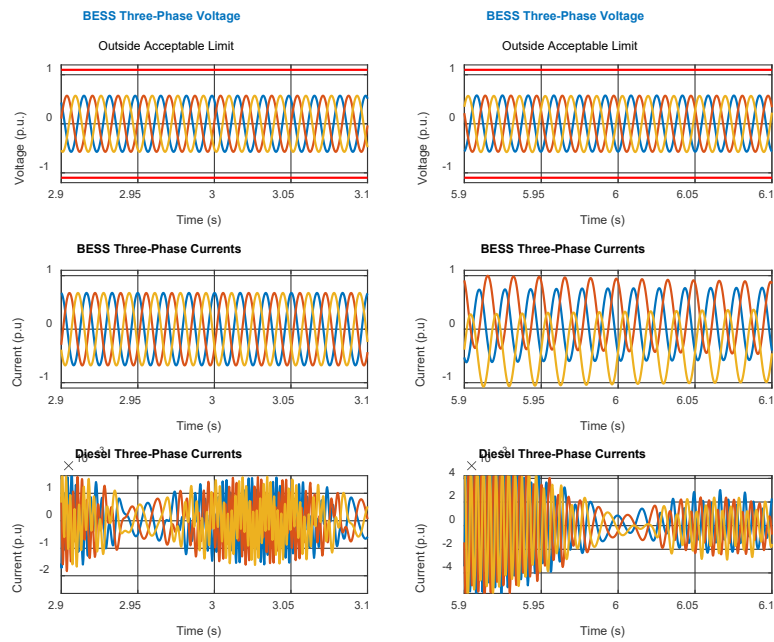 BESS Three-Phase Voltage
Outside Acceptable Limit
1
0
-1
Voltage (p.u.)
2.9 2.95 3 3.05 3.1
Time (s)
BESS Three-Phase Voltage
Outside Acceptable Limit
1
0
-1
Voltage (p.u.)
5.9 5.95 6 6.05 6.1
Time (s)
BESS Three-Phase Currents
1
0
-1
Current (p.u)
2.9 2.95 3 3.05 3.1
Time (s)
BESS Three-Phase Currents
1
0
-1
Current (p.u)
5.9 5.95 6 6.05 6.1
Time (s)
Diesel Three-Phase Currents
× 10-3
1
0
-1
-2
Current (p.u)
2.9 2.95 3 3.05 3.1
Time (s)
Diesel Three-Phase Currents
× 10-3
4
2
0
-2
-4
Current (p.u)
5.9 5.95 6 6.05 6.1
Time (s)